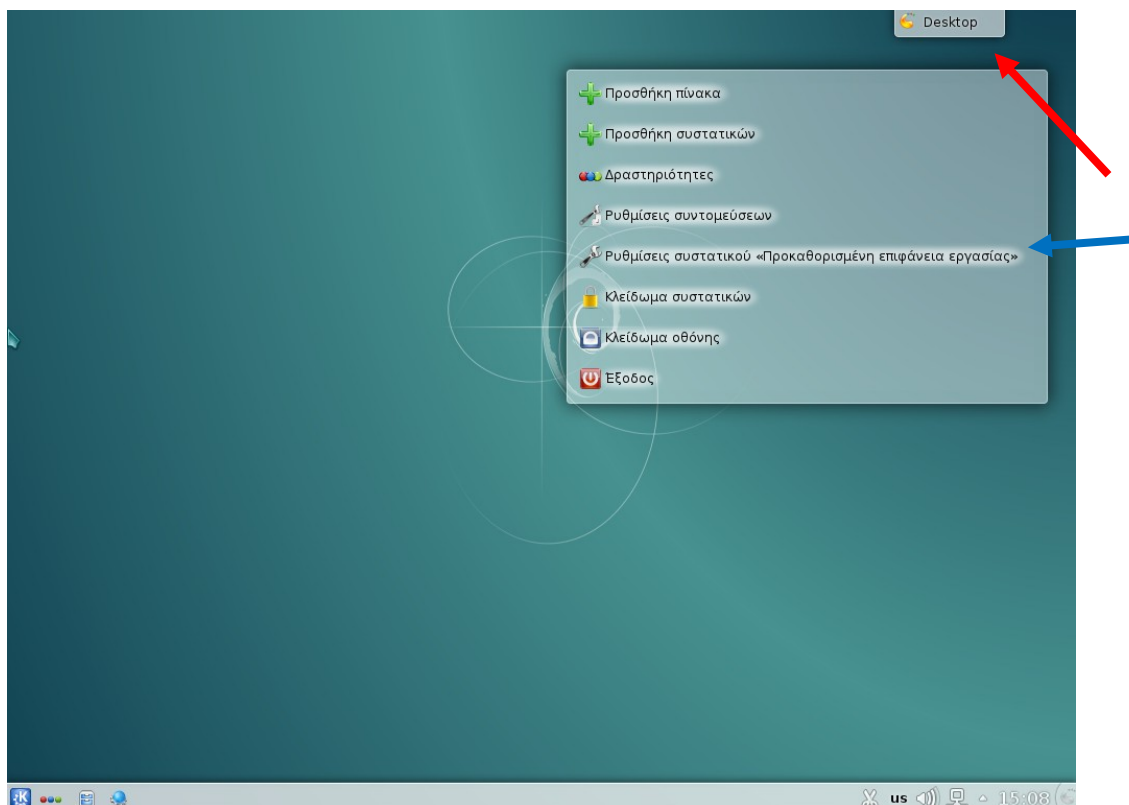 Desktop
Προσθήκη πίνακα
Προσθήκη συστατικών
Δραστηριότητες
Ρυθμίσεις συντομεύσεων
Ρυθμίσεις συστατικού «Προκαθορισμένη επιφάνεια εργασίας»
Κλείδωμα συστατικών
Κλείδωμα οθόνης
Έξοδος
us 15:08